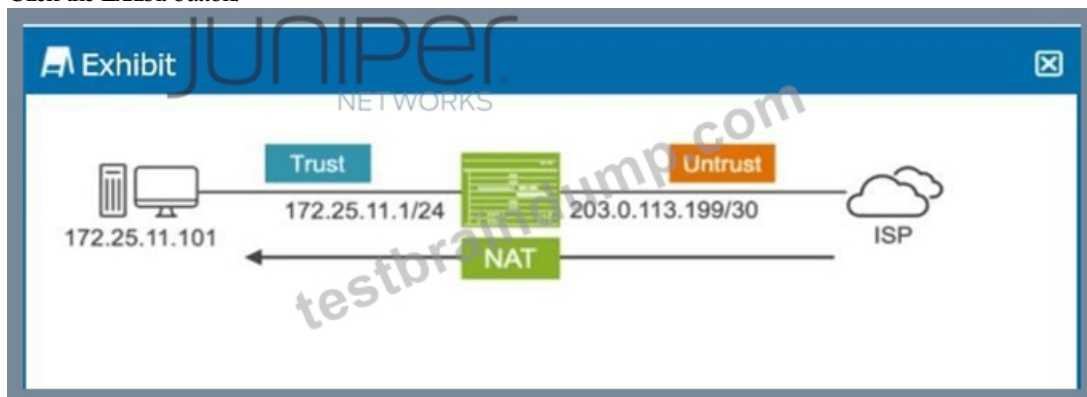 JUNIPER
NETWORKS
Exhibit
testbraindump.com
Trust
Untrust
172.25.11.1/24
203.0.113.199/30
172.25.11.101
ISP
NAT